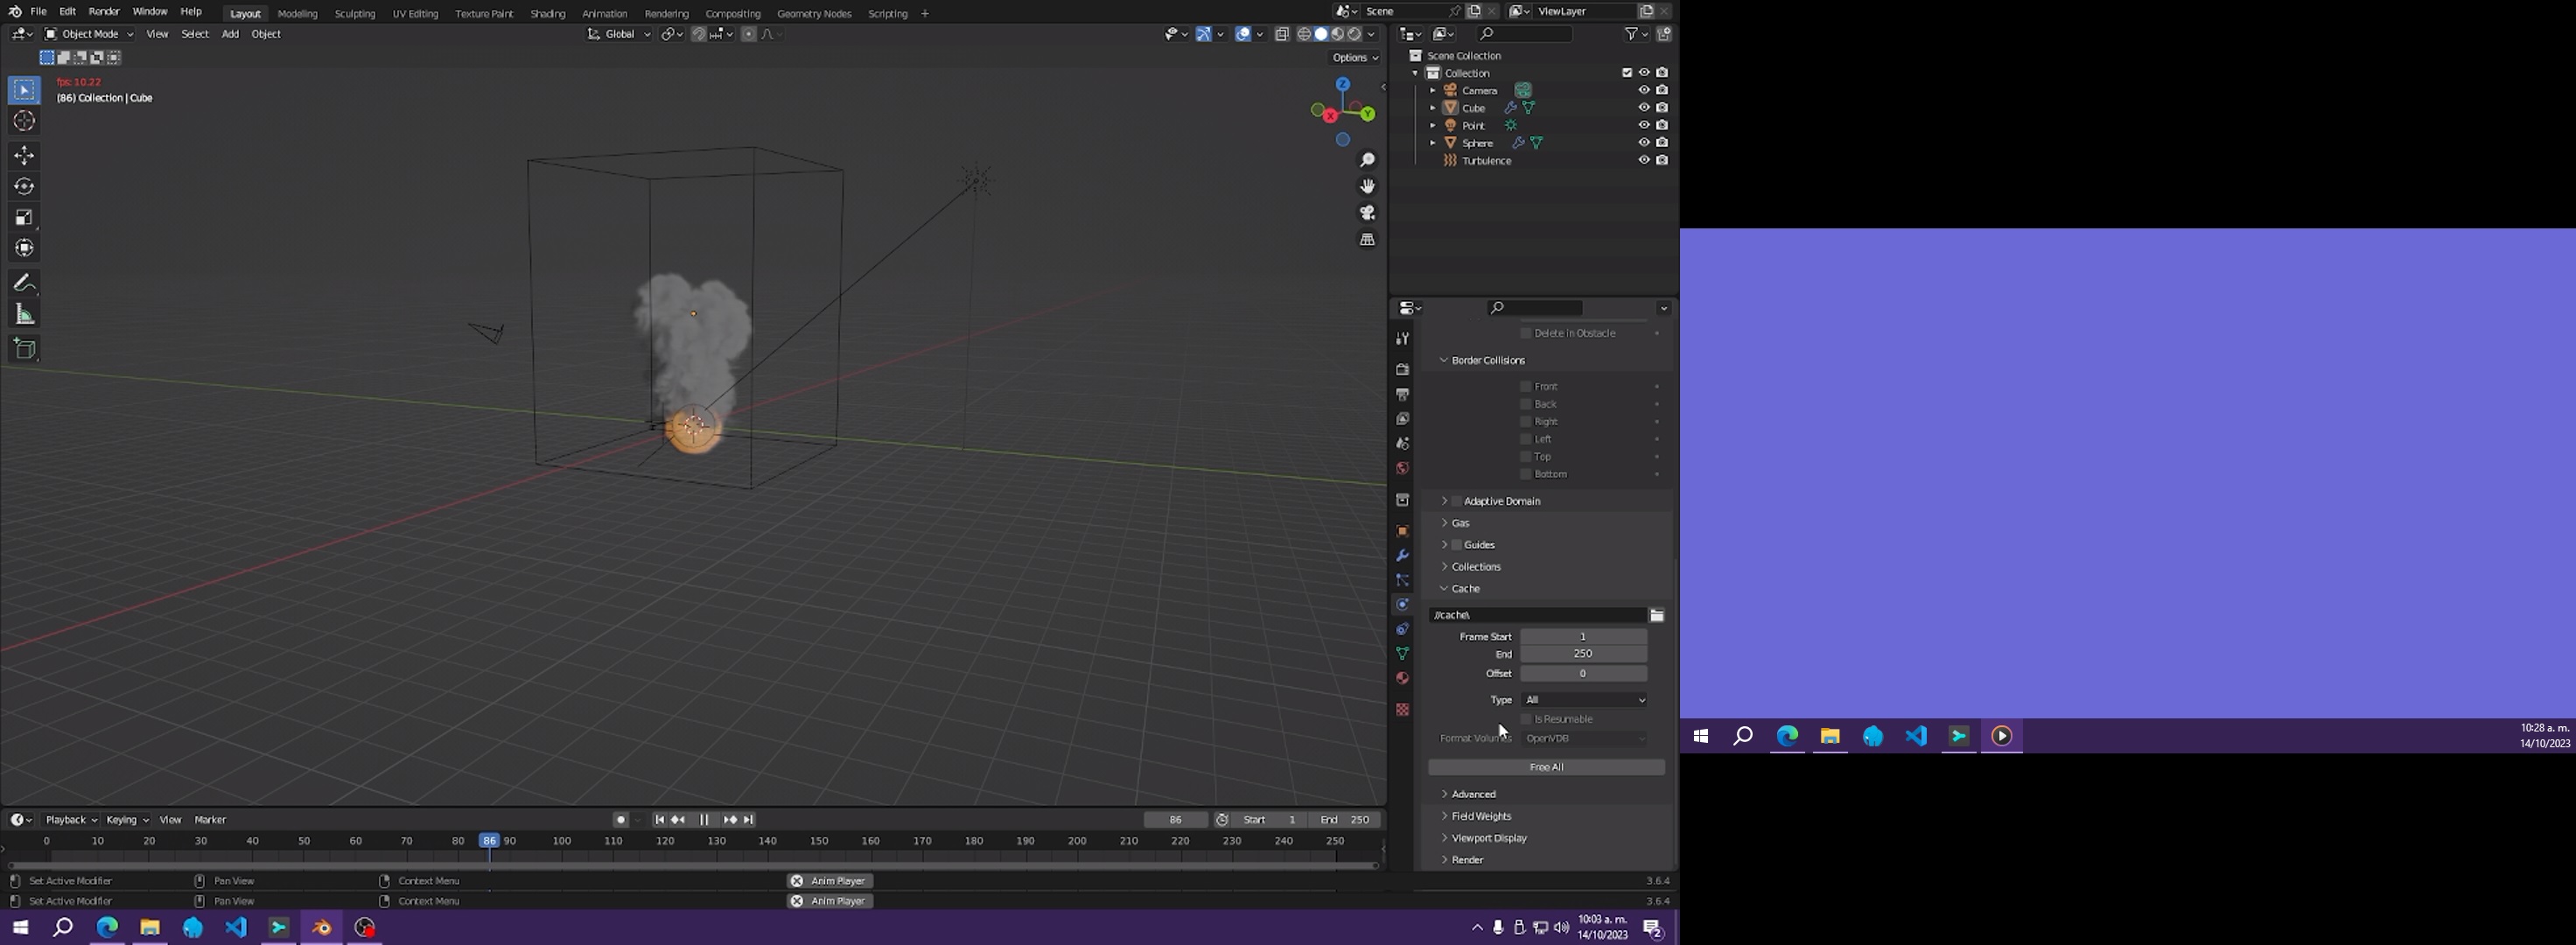 File Edit Render Window Help Layout Modeling Sculpting UV Editing Texture Paint Shading Animation Rendering Compositing Geometry Nodes Scripting + Scene ViewLayer
Object Mode View Select Add Object Global
Options
fps: 10.22
(86) Collection | Cube
Z
X
Y
Scene Collection
Collection
Camera
Cube
Point
Sphere
Turbulence
Delete in Obstacle
Border Collisions
Front
Back
Right
Left
Top
Bottom
Adaptive Domain
Gas
Guides
Collections
Cache
//cache\
Frame Start 1
End 250
Offset 0
Type All
Is Resumable
Format Volumes OpenVDB
Free All
Advanced
Field Weights
Viewport Display
Render
Playback Keying View Marker 86 Start 1 End 250
0 10 20 30 40 50 60 70 80 86 90 100 110 120 130 140 150 160 170 180 190 200 210 220 230 240 250
Set Active Modifier Pan View Context Menu Anim Player 3.6.4
Set Active Modifier Pan View Context Menu Anim Player 3.6.4
10:03 a. m.
14/10/2023
2
10:28 a. m.
14/10/2023